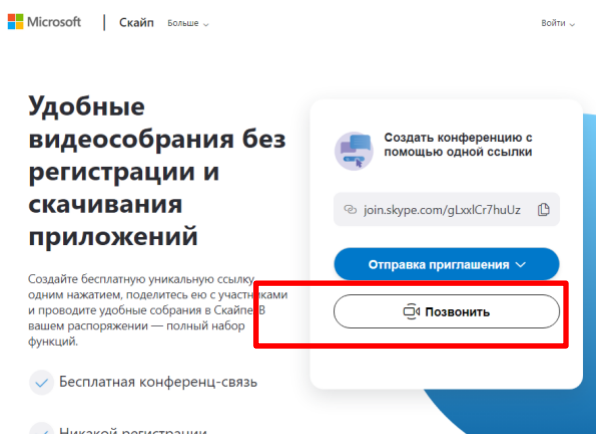 Microsoft | Скайп Больше Войти
Удобные
видеособрания без
регистрации и
скачивания
приложений
Создайте бесплатную уникальную ссылку
одним нажатием, поделитесь ею с участниками
и проводите удобные собрания в Скайпе. В
вашем распоряжении — полный набор
функций.
Бесплатная конференц-связь
Никакой регистрации
Создать конференцию с
помощью одной ссылки
join.skype.com/gLxxlCr7huUz
Отправка приглашения
Позвонить